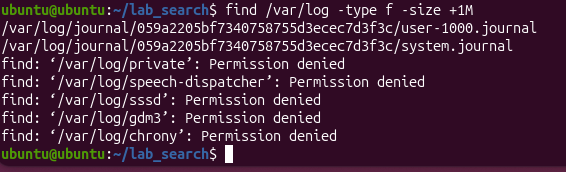 ubuntu@ubuntu:~/lab_search$ find /var/log -type f -size +1M
/var/log/journal/059a2205bf7340758755d3ecec7d3f3c/user-1000.journal
/var/log/journal/059a2205bf7340758755d3ecec7d3f3c/system.journal
find: ‘/var/log/private’: Permission denied
find: ‘/var/log/speech-dispatcher’: Permission denied
find: ‘/var/log/sssd’: Permission denied
find: ‘/var/log/gdm3’: Permission denied
find: ‘/var/log/chrony’: Permission denied
ubuntu@ubuntu:~/lab_search$